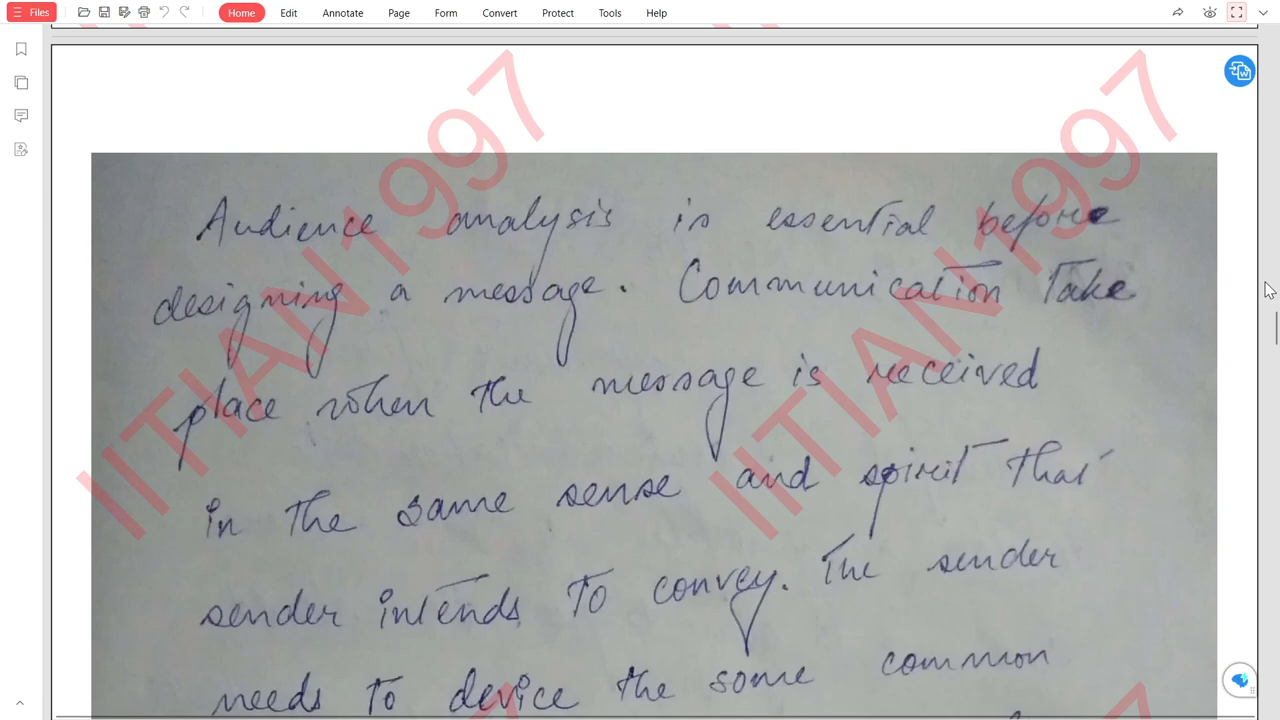 Files
Home
Edit
Annotate
Page
Form
Convert
Protect
Tools
Help
IITIAN1997
IITIAN1997
Audience analysis is essential before
designing a message. Communication Take
place when the message is received
in the same sense and spirit that
sender intends to convey. The sender
needs to device the some common